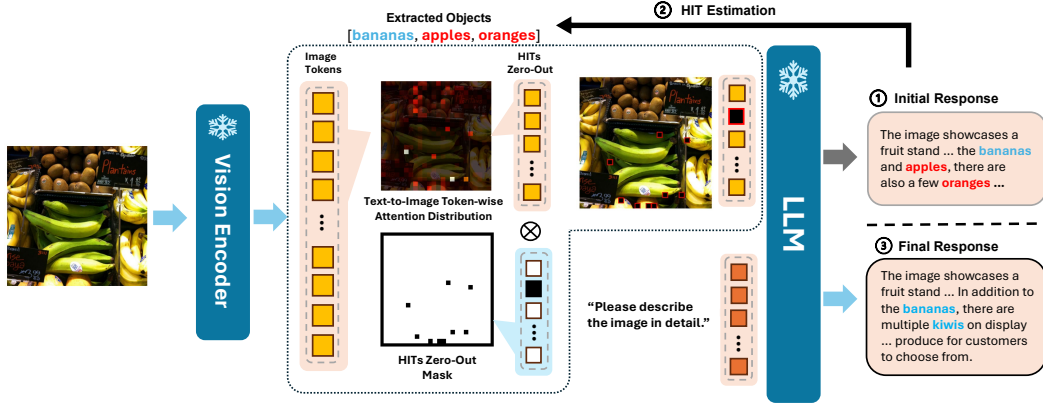 ② HIT Estimation
Extracted Objects
[bananas, apples, oranges]
Image
Tokens
HITs
Zero-Out
Plantains
Text-to-Image Token-wise
Attention Distribution
HITs Zero-Out
Mask
Vision Encoder
“Please describe
the image in detail.”
LLM
① Initial Response
The image showcases a
fruit stand ... the bananas
and apples, there are
also a few oranges ...
③ Final Response
The image showcases a
fruit stand ... In addition to
the bananas, there are
multiple kiwis on display
... produce for customers
to choose from.